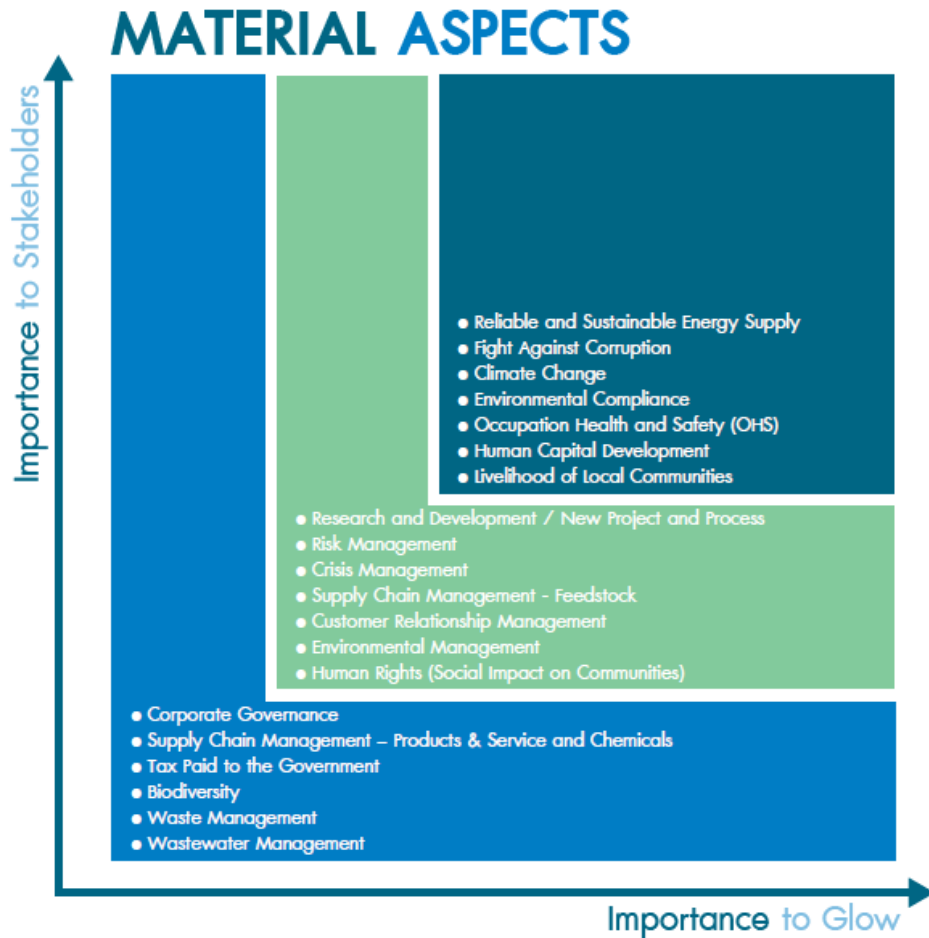 MATERIAL ASPECTS
Importance to Stakeholders
● Reliable and Sustainable Energy Supply
● Fight Against Corruption
● Climate Change
● Environmental Compliance
● Occupation Health and Safety (OHS)
● Human Capital Development
● Livelihood of Local Communities
● Research and Development / New Project and Process
● Risk Management
● Crisis Management
● Supply Chain Management - Feedstock
● Customer Relationship Management
● Environmental Management
● Human Rights (Social Impact on Communities)
● Corporate Governance
● Supply Chain Management – Products & Service and Chemicals
● Tax Paid to the Government
● Biodiversity
● Waste Management
● Wastewater Management
Importance to Glow